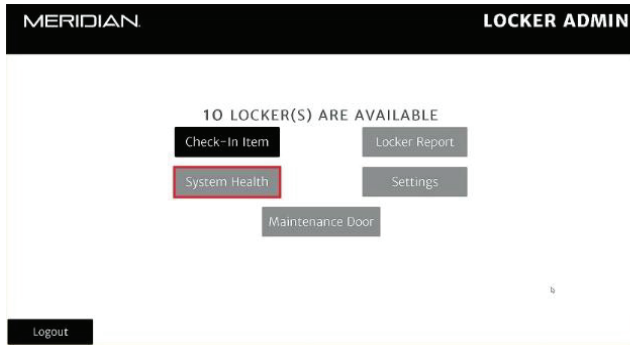 MERIDIAN LOCKER ADMIN
10 LOCKER(S) ARE AVAILABLE
Check-In Item Locker Report
System Health Settings
Maintenance Door
Logout